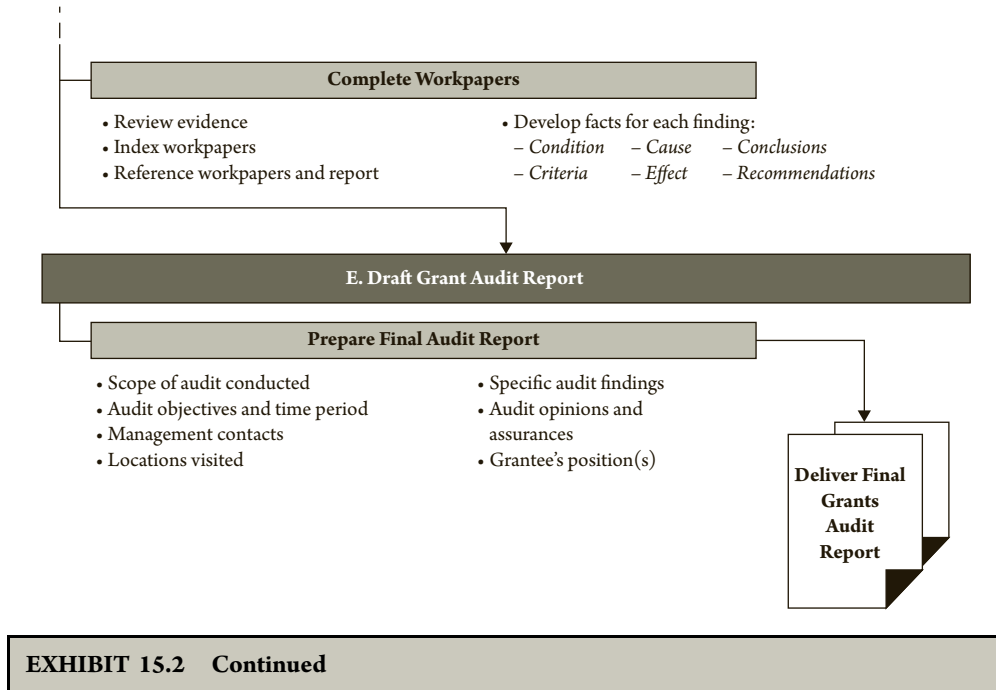 Complete Workpapers
• Review evidence
• Index workpapers
• Reference workpapers and report
• Develop facts for each finding:
– Condition – Cause – Conclusions
– Criteria – Effect – Recommendations
E. Draft Grant Audit Report
Prepare Final Audit Report
• Scope of audit conducted
• Audit objectives and time period
• Management contacts
• Locations visited
• Specific audit findings
• Audit opinions and
assurances
• Grantee's position(s)
Deliver Final
Grants
Audit
Report
EXHIBIT 15.2 Continued